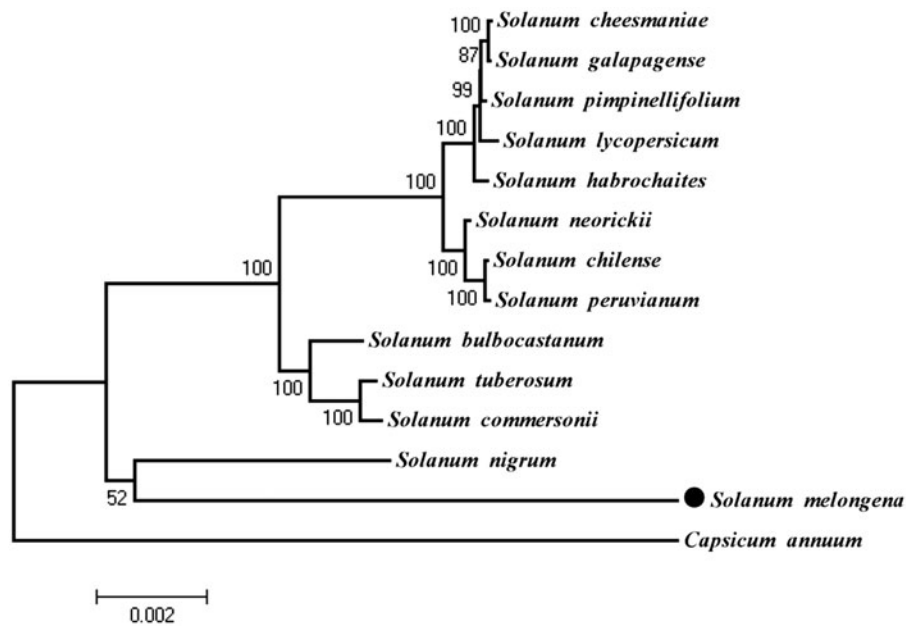 100
Solanum cheesmaniae
87
Solanum galapagense
99
Solanum pimpinellifolium
100
Solanum lycopersicum
100
Solanum habrochaites
Solanum neorickii
100
Solanum chilense
100
Solanum peruvianum
100
Solanum bulbocastanum
100
Solanum tuberosum
100
Solanum commersonii
Solanum nigrum
52
Solanum melongena
Capsicum annuum
0.002